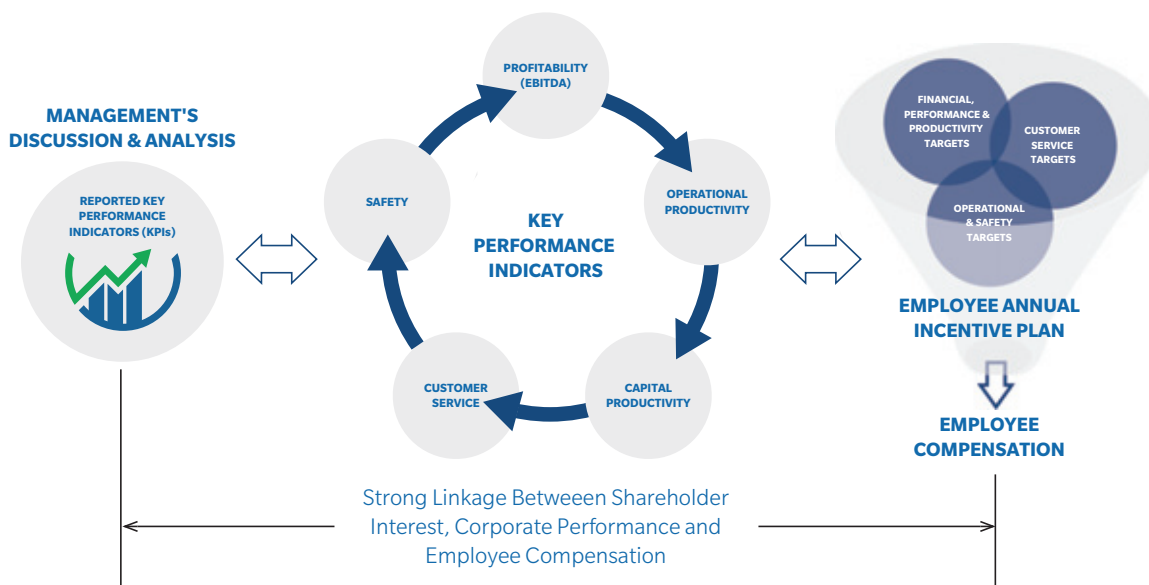 MANAGEMENT'S
DISCUSSION & ANALYSIS
REPORTED KEY
PERFORMANCE
INDICATORS (KPIs)
PROFITABILITY
(EBITDA)
OPERATIONAL
PRODUCTIVITY
CAPITAL
PRODUCTIVITY
CUSTOMER
SERVICE
SAFETY
KEY
PERFORMANCE
INDICATORS
FINANCIAL,
PERFORMANCE &
PRODUCTIVITY
TARGETS
CUSTOMER
SERVICE
TARGETS
OPERATIONAL
& SAFETY
TARGETS
EMPLOYEE ANNUAL
INCENTIVE PLAN
EMPLOYEE
COMPENSATION
Strong Linkage Betweeen Shareholder
Interest, Corporate Performance and
Employee Compensation